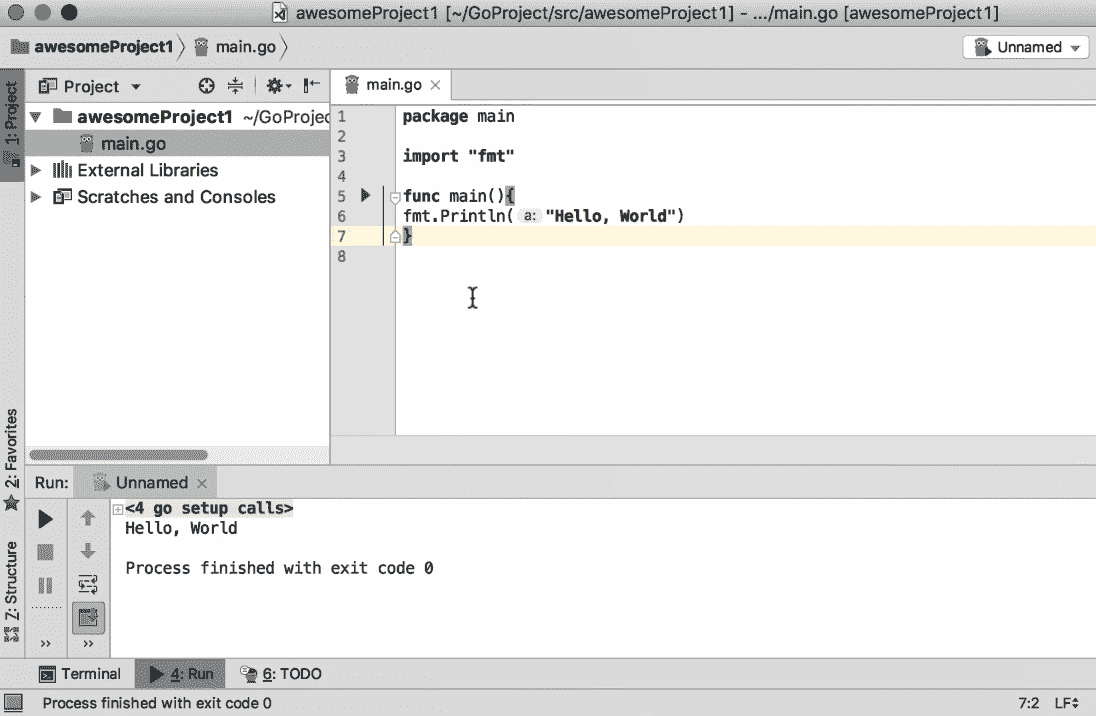 awesomeProject1 [~/GoProject/src/awesomeProject1] - .../main.go [awesomeProject1]
awesomeProject1 main.go Unnamed
1: Project
Project
main.go
awesomeProject1 ~/GoProjec
main.go
External Libraries
Scratches and Consoles
1 package main
2
3 import "fmt"
4
5 func main(){
6 fmt.Println( a: "Hello, World")
7 }
8
2: Favorites
Z: Structure
Run: Unnamed
<4 go setup calls>
Hello, World
Process finished with exit code 0
Terminal 4: Run 6: TODO
Process finished with exit code 0 7:2 LF